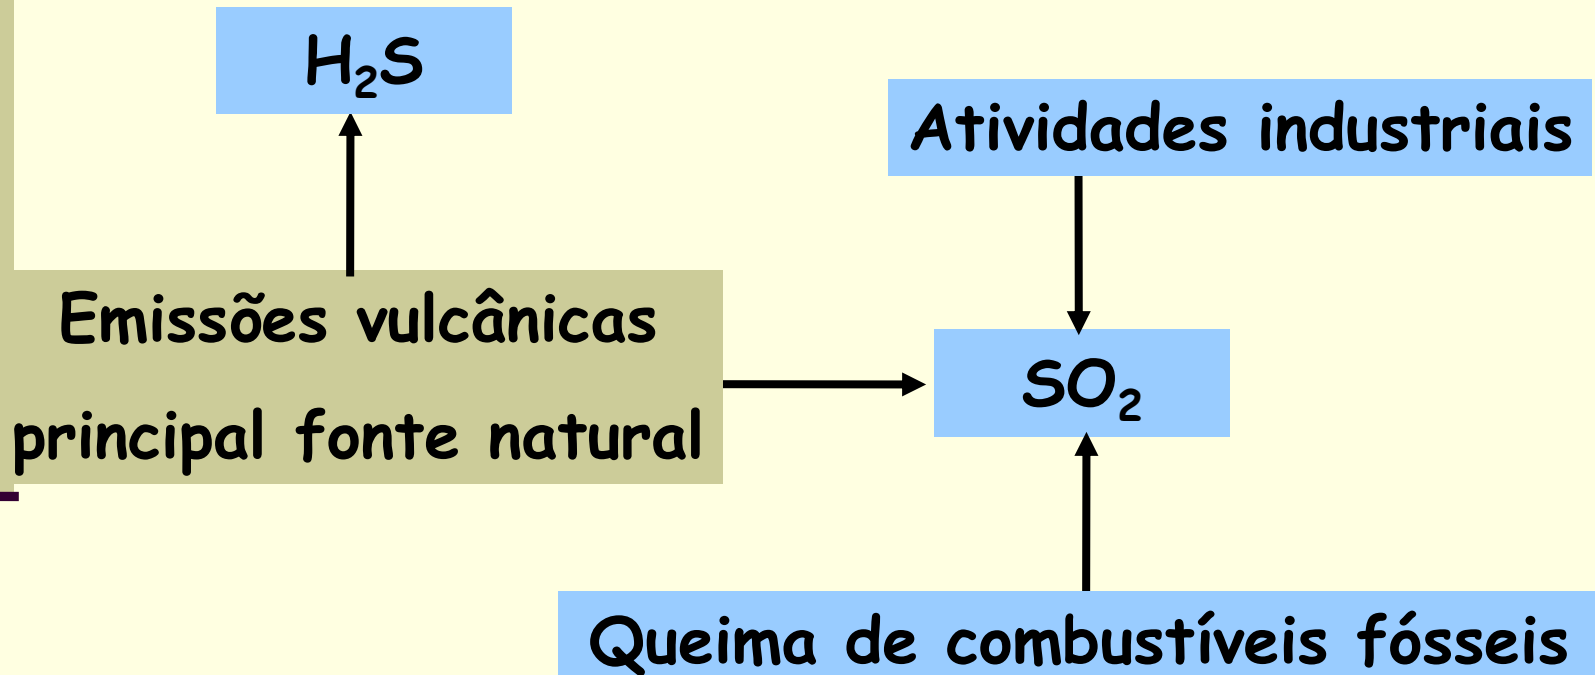 H₂S
Atividades industriais
Emissões vulcânicas
principal fonte natural
SO₂
Queima de combustíveis fósseis